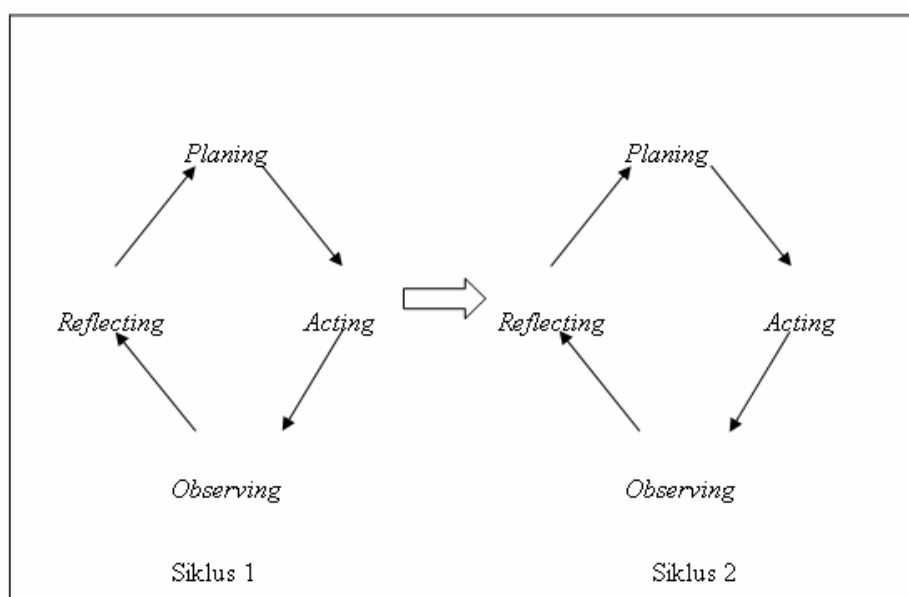 Planing
Planing
Reflecting
Acting
Reflecting
Acting
Observing
Observing
Siklus 1
Siklus 2